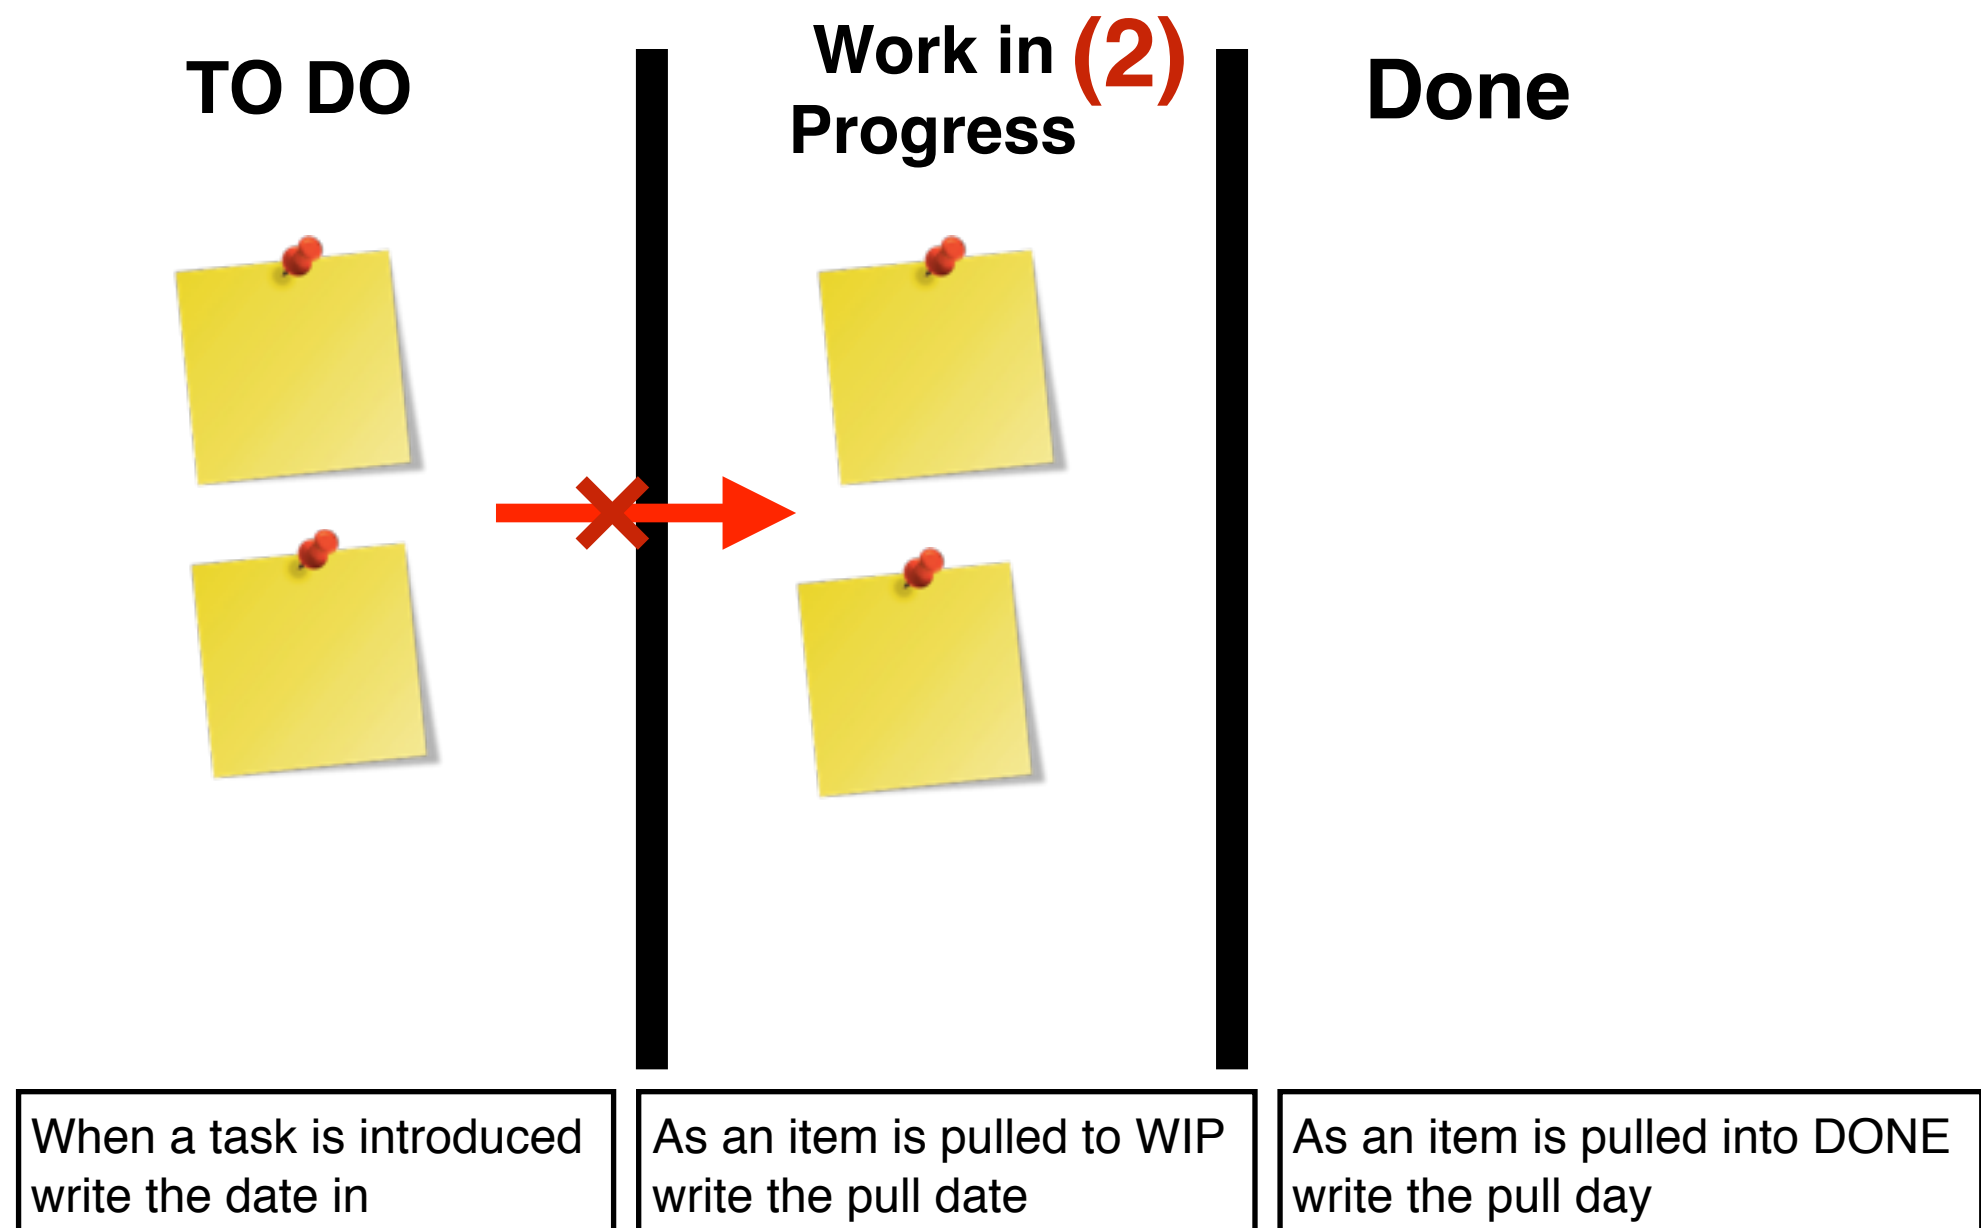 TO DO
Work in (2)
Progress
Done
When a task is introduced
write the date in
As an item is pulled to WIP
write the pull date
As an item is pulled into DONE
write the pull day